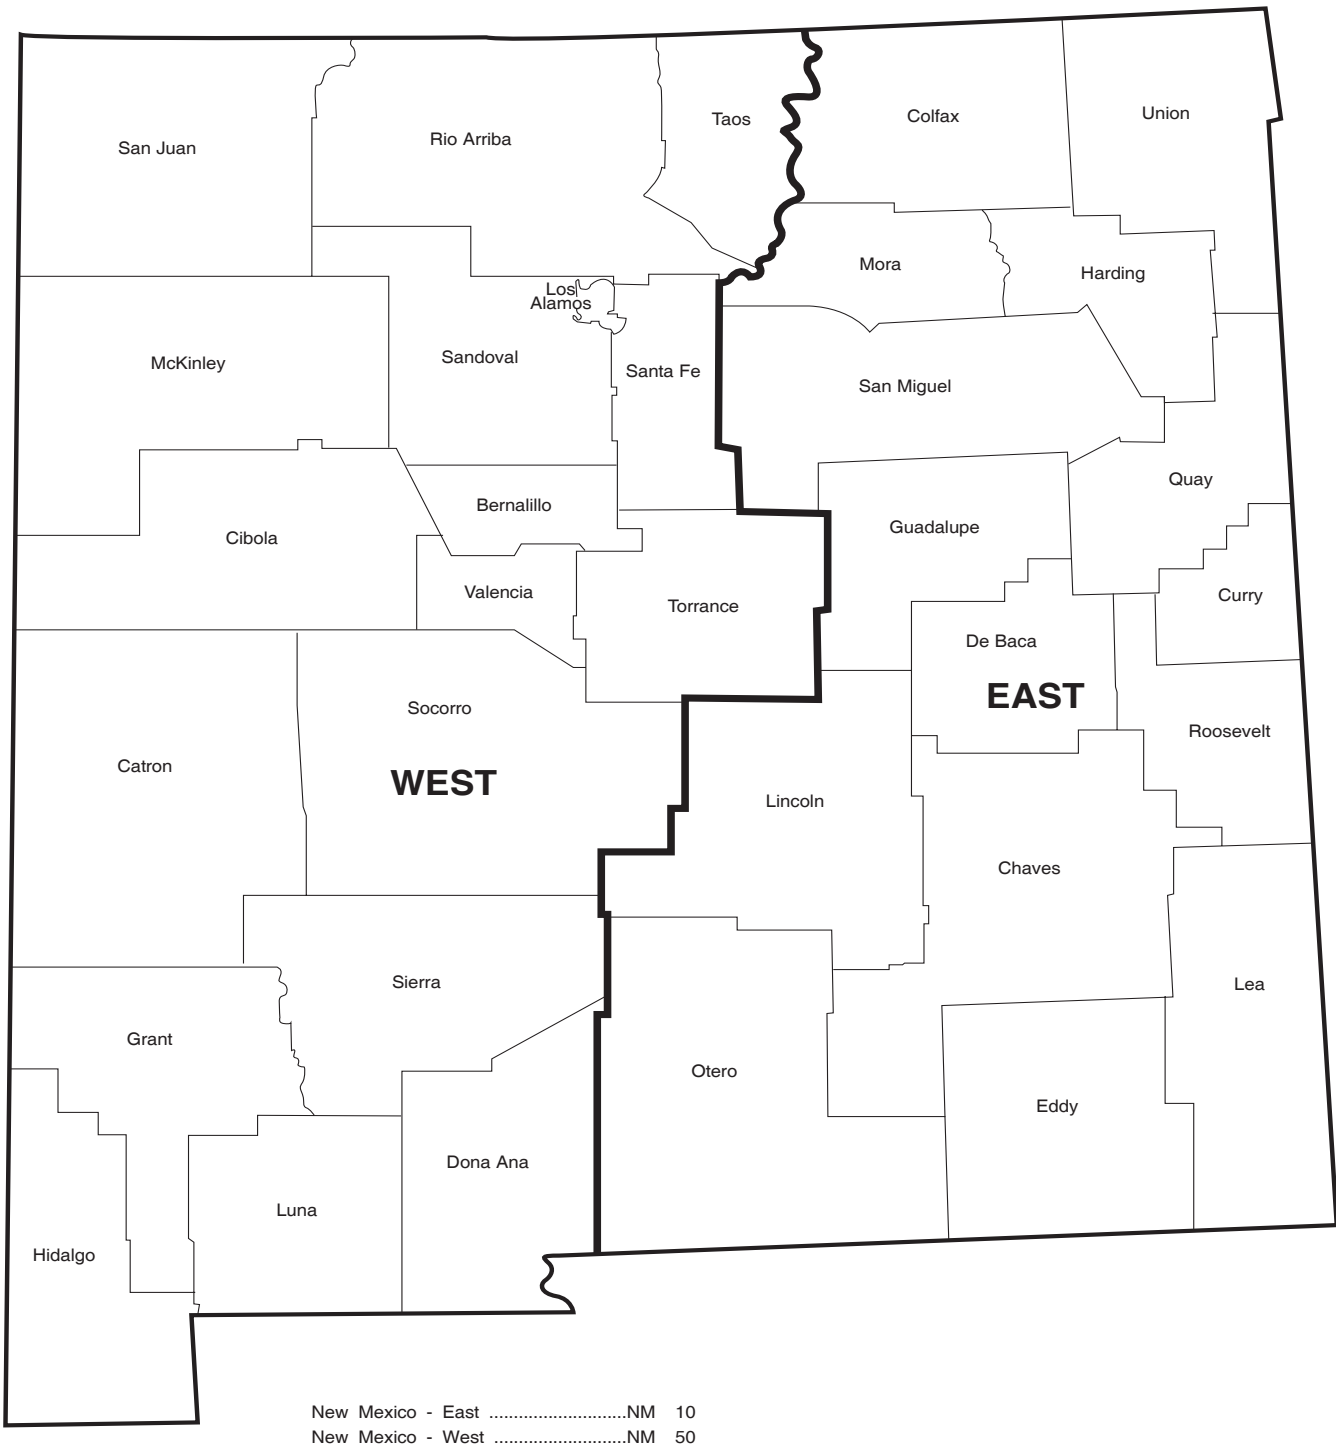 Taos
Colfax
Union
San Juan
Rio Arriba
Mora
Harding
Los
Alamos
McKinley
Sandoval
Santa Fe
San Miguel
Quay
Bernalillo
Guadalupe
Cibola
Valencia
Torrance
Curry
De Baca
EAST
Socorro
Roosevelt
Catron
WEST
Lincoln
Chaves
Sierra
Lea
Grant
Otero
Eddy
Dona Ana
Luna
Hidalgo
New Mexico - East ............................NM 10
New Mexico - West ...........................NM 50